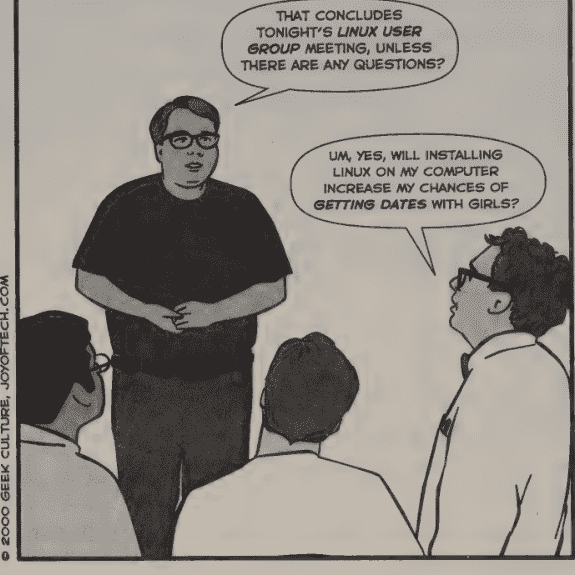 THAT CONCLUDES
TONIGHT'S LINUX USER
GROUP MEETING, UNLESS
THERE ARE ANY QUESTIONS?
UM, YES, WILL INSTALLING
LINUX ON MY COMPUTER
INCREASE MY CHANCES OF
GETTING DATES WITH GIRLS?
© 2000 GEEK CULTURE, JOYOFTECH.COM